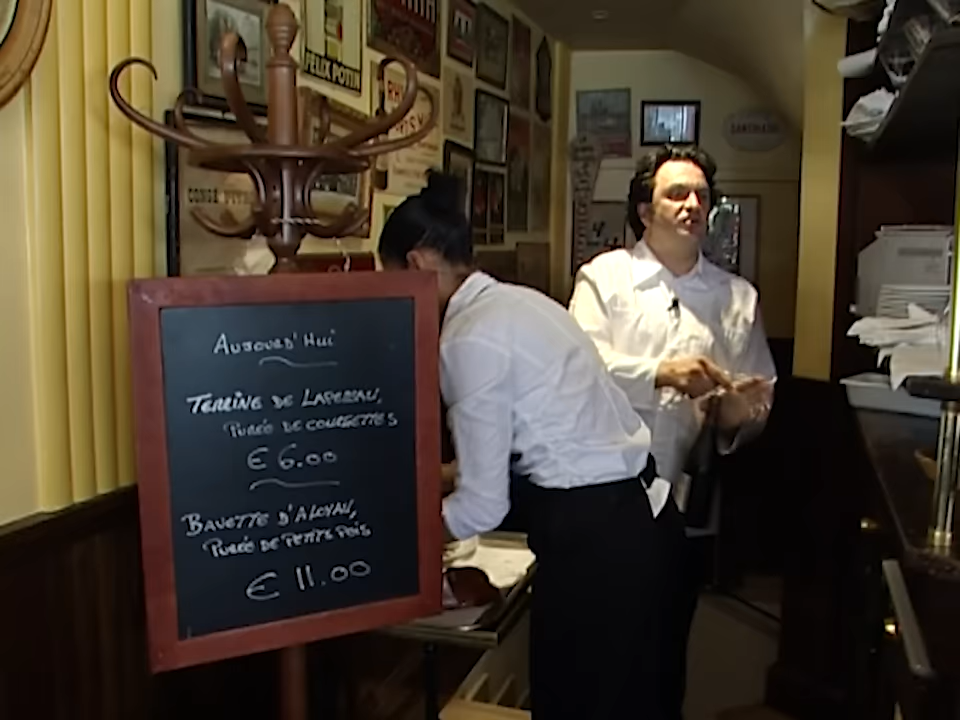 FELIX POTIN
AUJOURD'HUI
TERRINE DE LAPEREAU,
PURÉE DE COURGETTES
€ 6.00
BAVETTE D'ALOYAU,
PURÉE DE PETITS POIS
€ 11.00